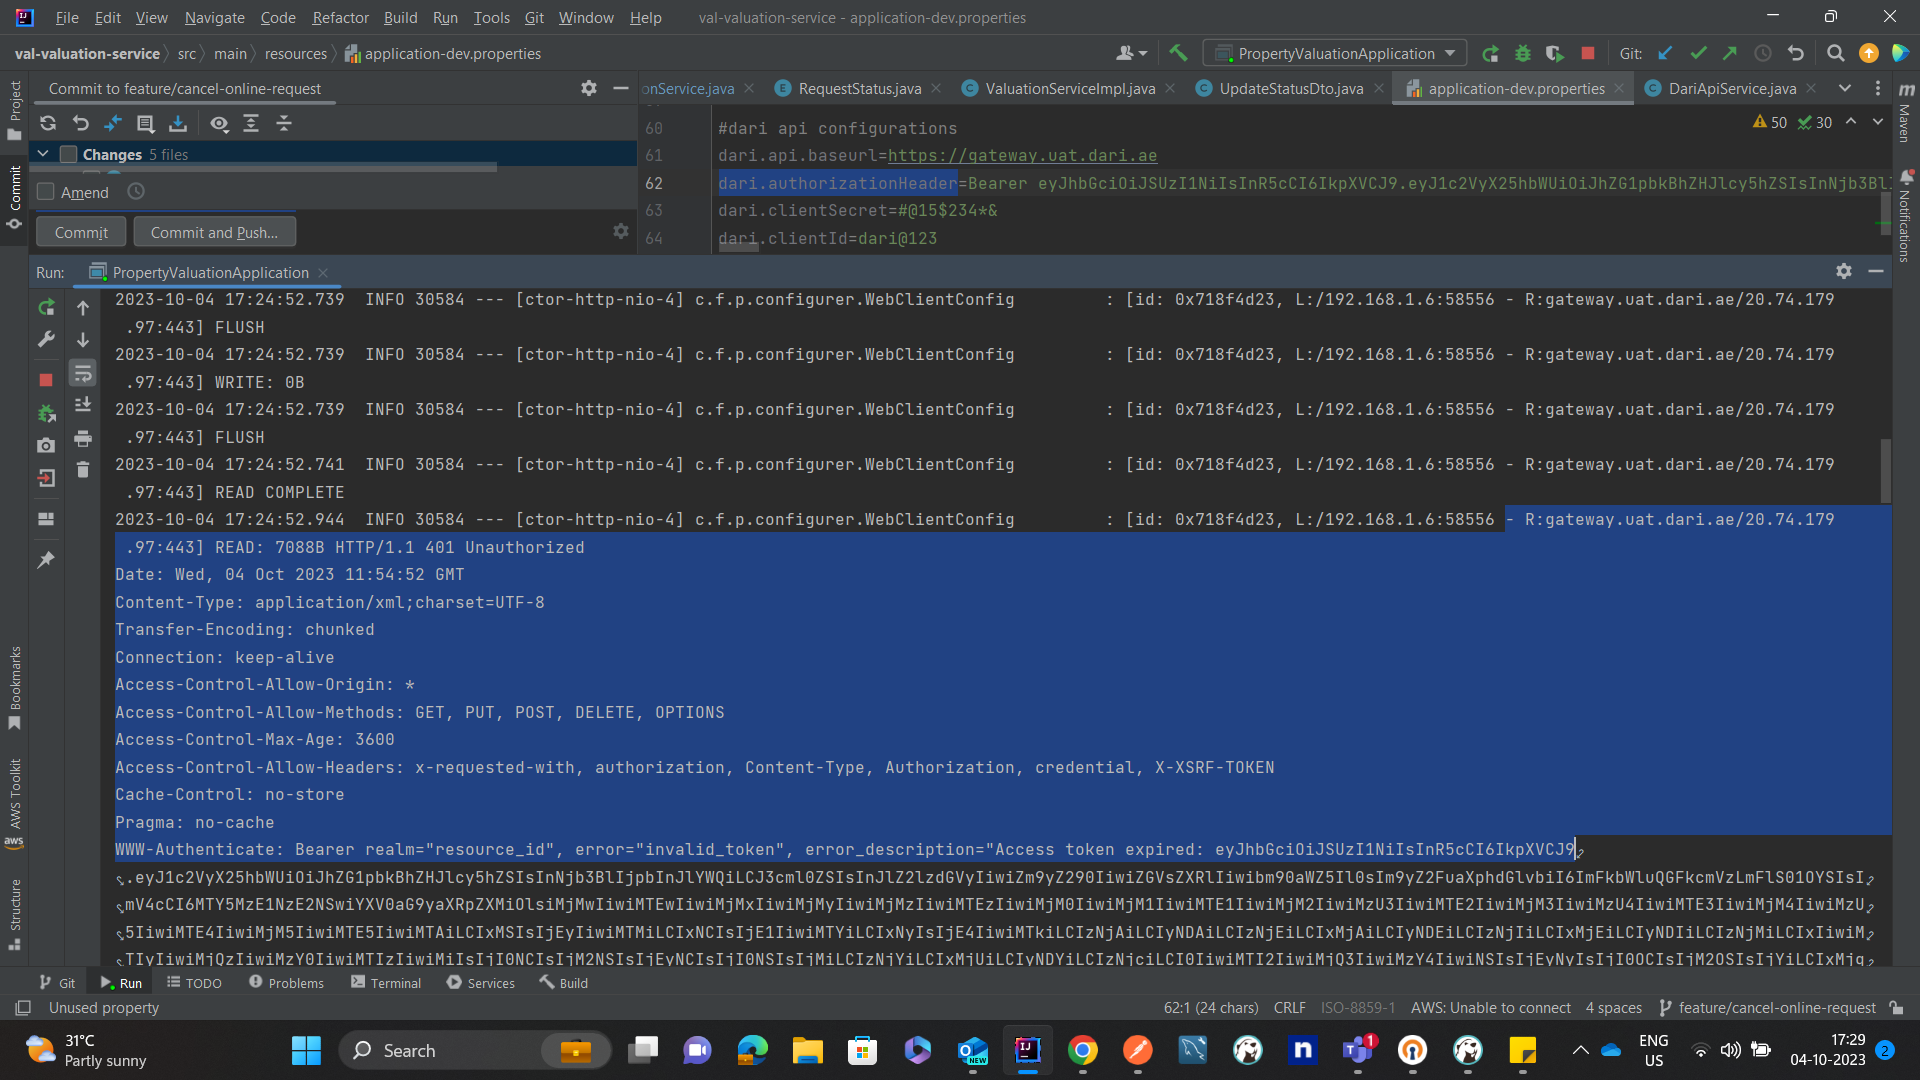 File Edit View Navigate Code Refactor Build Run Tools Git Window Help val-valuation-service - application-dev.properties
val-valuation-service src main resources application-dev.properties PropertyValuationApplication Git:
Commit to feature/cancel-online-request
onService.java RequestStatus.java ValuationServiceImpl.java UpdateStatusDto.java application-dev.properties DariApiService.java
Project
Commit
Changes 5 files
Amend
Commit Commit and Push...
60 #dari api configurations
50 30
61 dari.api.baseurl=https://gateway.uat.dari.ae
62 dari.authorizationHeader=Bearer
63 dari.clientSecret=#@15$234*&
64 dari.clientId=dari@123
Maven
Notifications
Run: PropertyValuationApplication
2023-10-04 17:24:52.739 INFO 30584 --- [ctor-http-nio-4] c.f.p.configurer.WebClientConfig : [id: 0x718f4d23, L:/192.168.1.6:58556 - R:gateway.uat.dari.ae/20.74.179
.97:443] FLUSH
2023-10-04 17:24:52.739 INFO 30584 --- [ctor-http-nio-4] c.f.p.configurer.WebClientConfig : [id: 0x718f4d23, L:/192.168.1.6:58556 - R:gateway.uat.dari.ae/20.74.179
.97:443] WRITE: 0B
2023-10-04 17:24:52.739 INFO 30584 --- [ctor-http-nio-4] c.f.p.configurer.WebClientConfig : [id: 0x718f4d23, L:/192.168.1.6:58556 - R:gateway.uat.dari.ae/20.74.179
.97:443] FLUSH
2023-10-04 17:24:52.741 INFO 30584 --- [ctor-http-nio-4] c.f.p.configurer.WebClientConfig : [id: 0x718f4d23, L:/192.168.1.6:58556 - R:gateway.uat.dari.ae/20.74.179
.97:443] READ COMPLETE
2023-10-04 17:24:52.944 INFO 30584 --- [ctor-http-nio-4] c.f.p.configurer.WebClientConfig : [id: 0x718f4d23, L:/192.168.1.6:58556 - R:gateway.uat.dari.ae/20.74.179
.97:443] READ: 7088B HTTP/1.1 401 Unauthorized
Date: Wed, 04 Oct 2023 11:54:52 GMT
Content-Type: application/xml;charset=UTF-8
Transfer-Encoding: chunked
Connection: keep-alive
Access-Control-Allow-Origin: *
Access-Control-Allow-Methods: GET, PUT, POST, DELETE, OPTIONS
Access-Control-Max-Age: 3600
Access-Control-Allow-Headers: x-requested-with, authorization, Content-Type, Authorization, credential, X-XSRF-TOKEN
Cache-Control: no-store
Pragma: no-cache
WWW-Authenticate: Bearer realm="resource_id", error="invalid_token", error_description="Access token expired: eyJhbGciOiJSUzI1NiIsInR5cCI6IkpXVCJ9
Bookmarks
AWS Toolkit
aws
Structure
Git Run TODO Problems Terminal Services Build
Unused property 62:1 (24 chars) CRLF ISO-8859-1 AWS: Unable to connect 4 spaces feature/cancel-online-request
31°C
Partly sunny
Search
NEW
1
ENG
US
17:29
04-10-2023
2